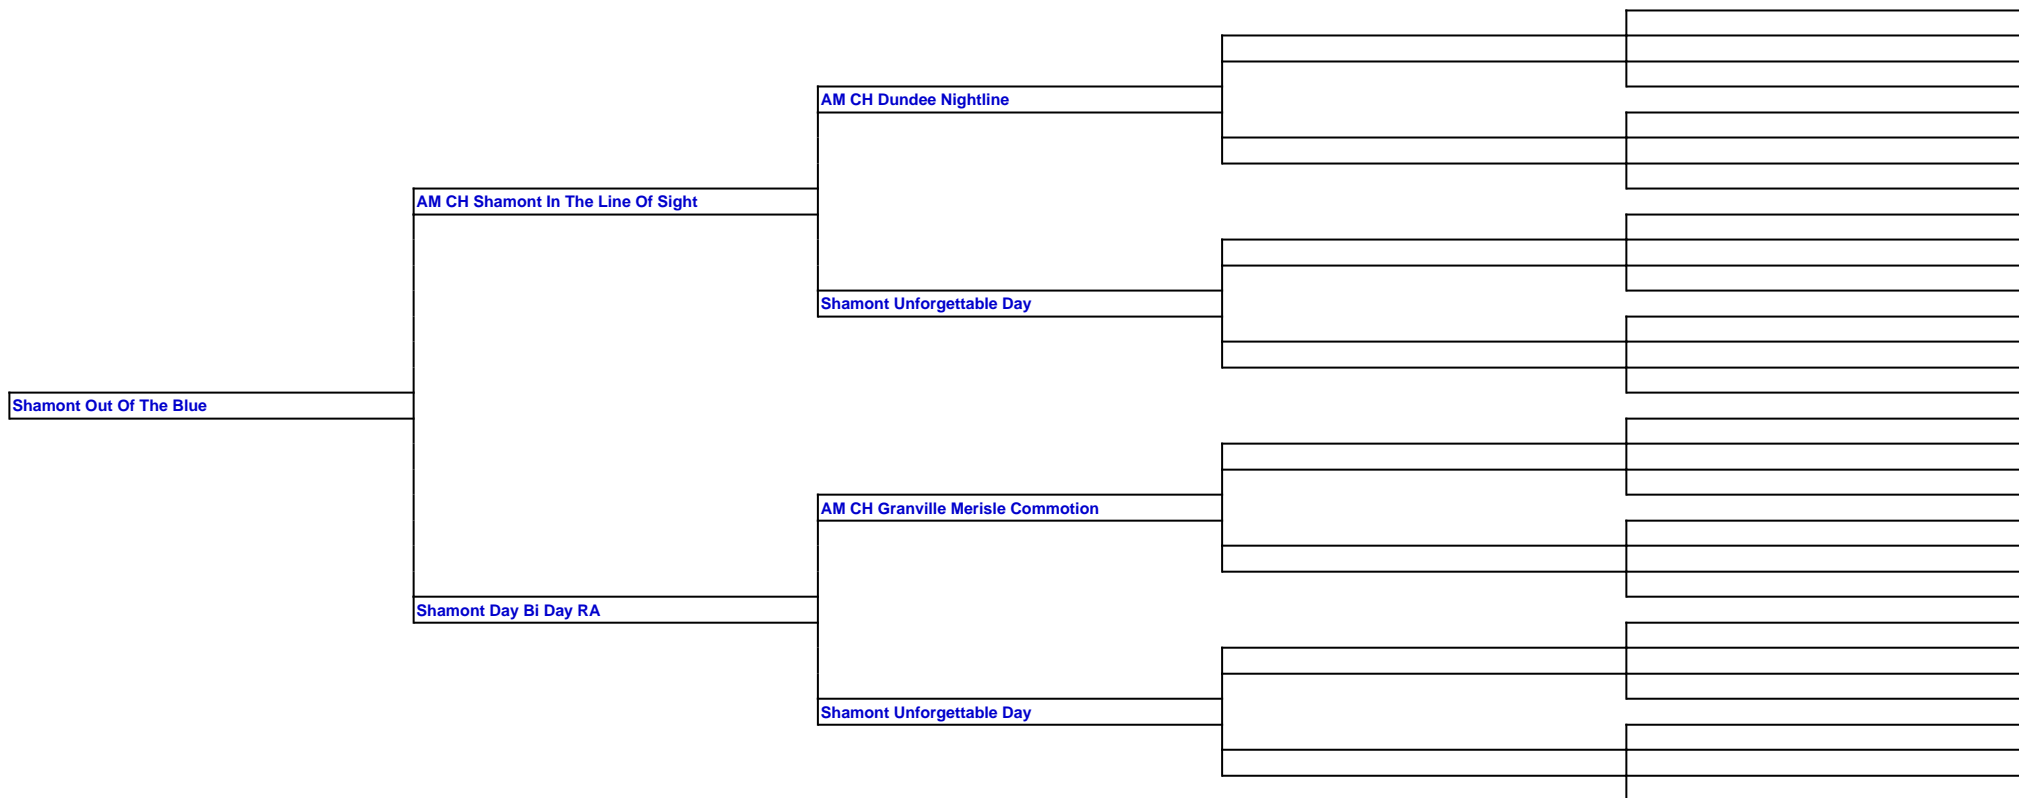 AM CH Dundee Nightline
AM CH Shamont In The Line Of Sight
Shamont Unforgettable Day
Shamont Out Of The Blue
AM CH Granville Merisle Commotion
Shamont Day Bi Day RA
Shamont Unforgettable Day